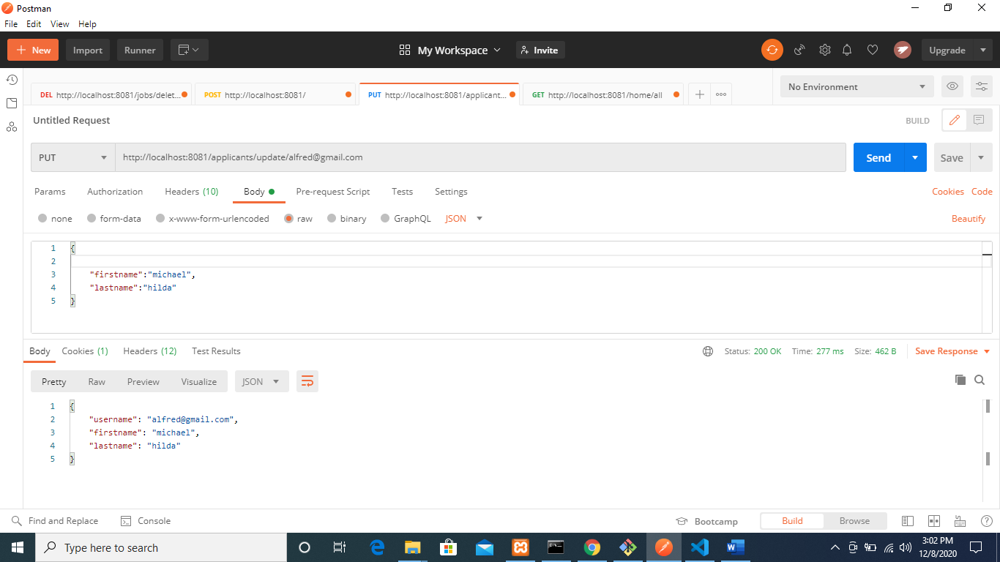 Postman
File Edit View Help
+ New Import Runner My Workspace Invite Upgrade
DEL http://localhost:8081/jobs/delet... POST http://localhost:8081/ PUT http://localhost:8081/applicant... GET http://localhost:8081/home/all No Environment
Untitled Request BUILD
PUT http://localhost:8081/applicants/update/alfred@gmail.com Send Save
Params Authorization Headers (10) Body Pre-request Script Tests Settings Cookies Code
none form-data x-www-form-urlencoded raw binary GraphQL JSON Beautify
1 {
2
3 "firstname":"michael",
4 "lastname":"hilda"
5 }
Body Cookies (1) Headers (12) Test Results Status: 200 OK Time: 277 ms Size: 462 B Save Response
Pretty Raw Preview Visualize JSON
1 {
2 "username": "alfred@gmail.com",
3 "firstname": "michael",
4 "lastname": "hilda"
5 }
Find and Replace Console Bootcamp Build Browse
Type here to search 3:02 PM
12/8/2020